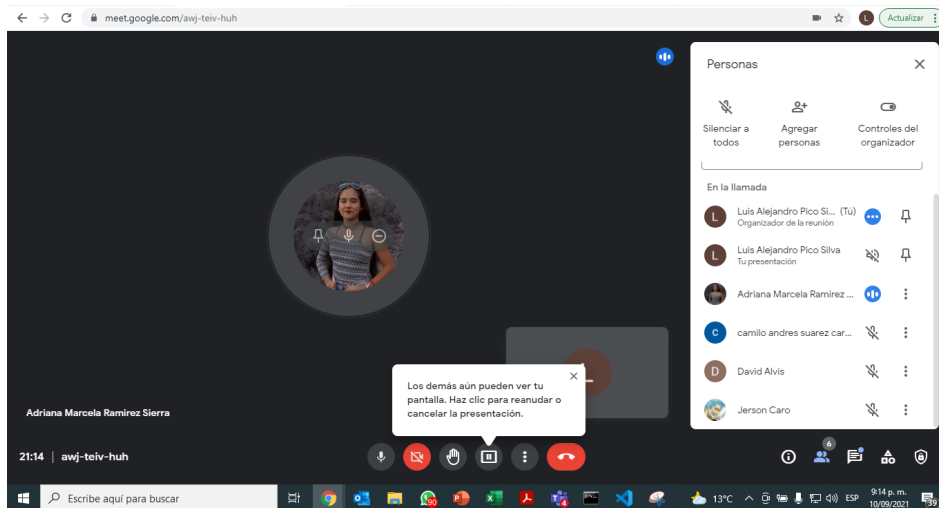 meet.google.com/awj-teiv-huh
L
Actualizar
Personas
Silenciar a
todos
Agregar
personas
Controles del
organizador
En la llamada
L
Luis Alejandro Pico Si... (Tú)
Organizador de la reunión
L
Luis Alejandro Pico Silva
Tu presentación
Adriana Marcela Ramirez ...
c
camilo andres suarez car...
D
David Alvis
Jerson Caro
L
Los demás aún pueden ver tu
pantalla. Haz clic para reanudar o
cancelar la presentación.
Adriana Marcela Ramirez Sierra
21:14 | awj-teiv-huh
6
Escribe aquí para buscar
90
4
13°C
ESP
9:14 p. m.
10/09/2021
39